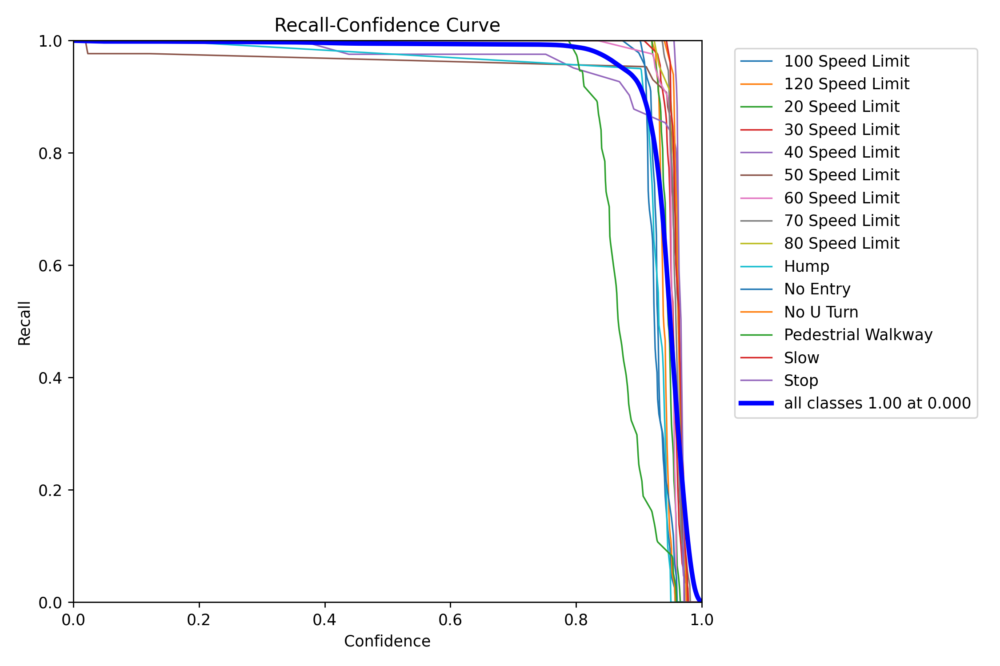 Recall-Confidence Curve
1.0
0.8
0.6
0.4
0.2
0.0
Recall
0.0 0.2 0.4 0.6 0.8 1.0
Confidence
100 Speed Limit
120 Speed Limit
20 Speed Limit
30 Speed Limit
40 Speed Limit
50 Speed Limit
60 Speed Limit
70 Speed Limit
80 Speed Limit
Hump
No Entry
No U Turn
Pedestrial Walkway
Slow
Stop
all classes 1.00 at 0.000